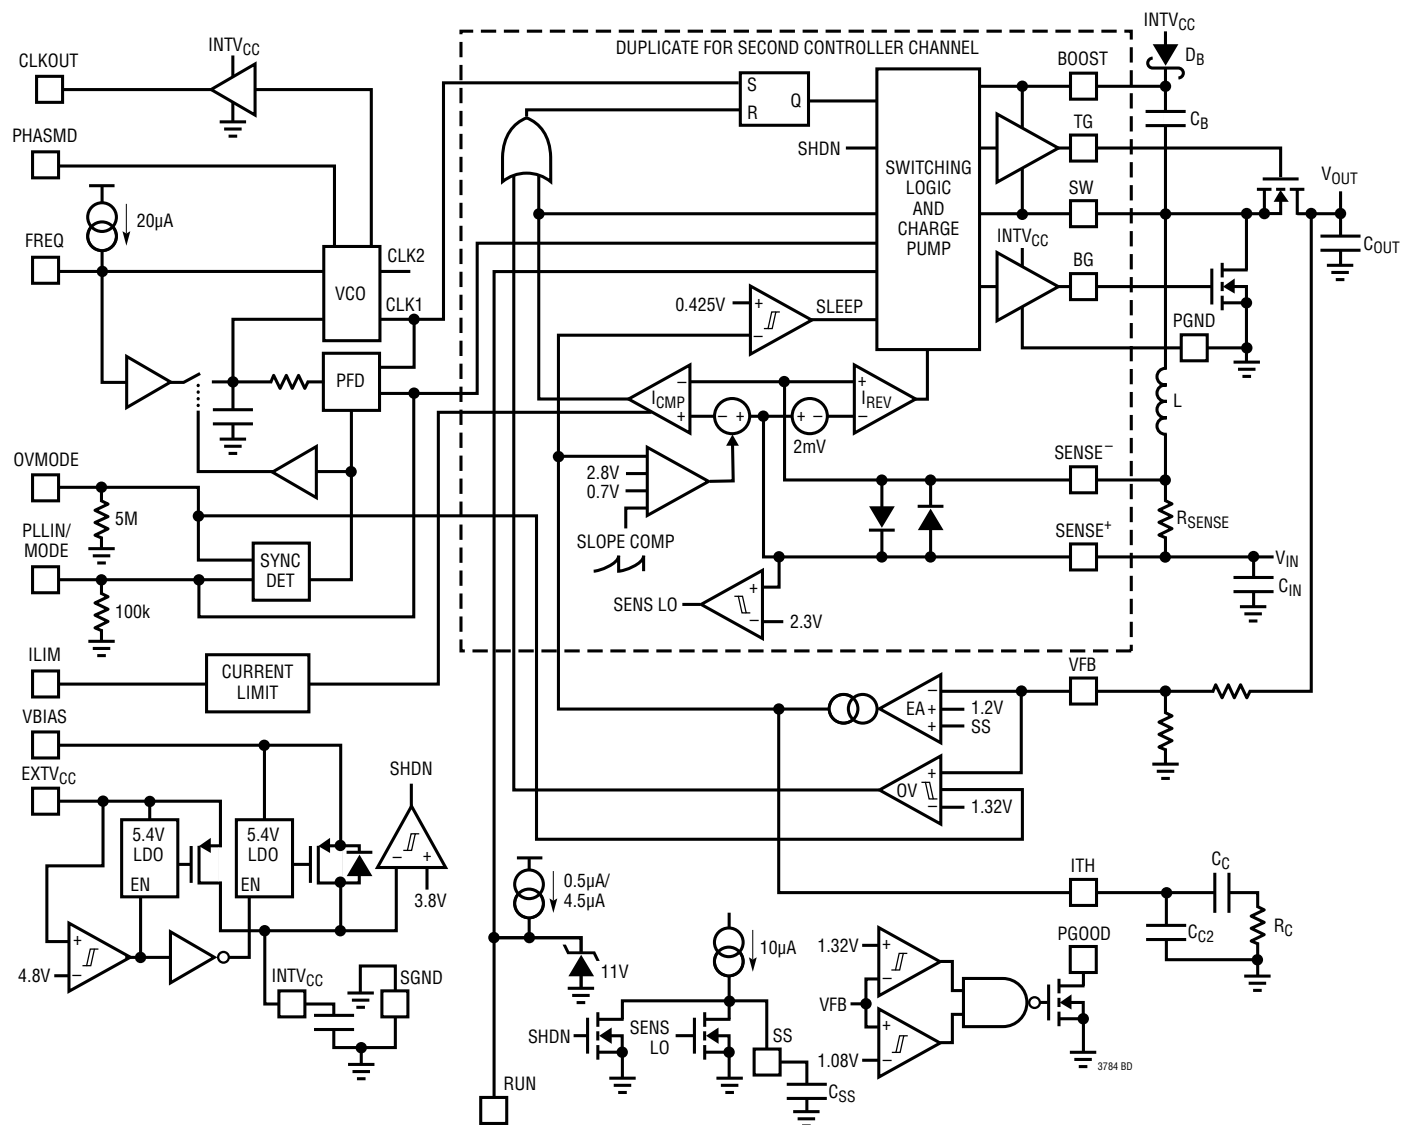 DUPLICATE FOR SECOND CONTROLLER CHANNEL
INTVCC
CLKOUT
PHASMD
20µA
FREQ
VCO
CLK2
CLK1
PFD
OVMODE
5M
PLLIN/
MODE
100k
SYNC
DET
ILIM
CURRENT
LIMIT
VBIAS
EXTVCC
5.4V
LDO
EN
5.4V
LDO
EN
SHDN
–
+
3.8V
+
–
4.8V
INTVCC
SGND
S
R
Q
SHDN
SWITCHING
LOGIC
AND
CHARGE
PUMP
INTVCC
0.425V
+
–
SLEEP
–
ICMP
+
– +
+ –
2mV
+
IREV
–
2.8V
0.7V
SLOPE COMP
SENS LO
+
–
2.3V
BOOST
TG
SW
BG
PGND
SENSE–
SENSE+
INTVCC
DB
CB
VOUT
COUT
L
RSENSE
VIN
CIN
VFB
–
EA +
+
1.2V
SS
+
OV
–
1.32V
0.5µA/
4.5µA
11V
RUN
10µA
SHDN
SENS
LO
SS
CSS
1.32V
+
–
VFB
+
–
1.08V
ITH
CC
RC
CC2
PGOOD
3784 BD